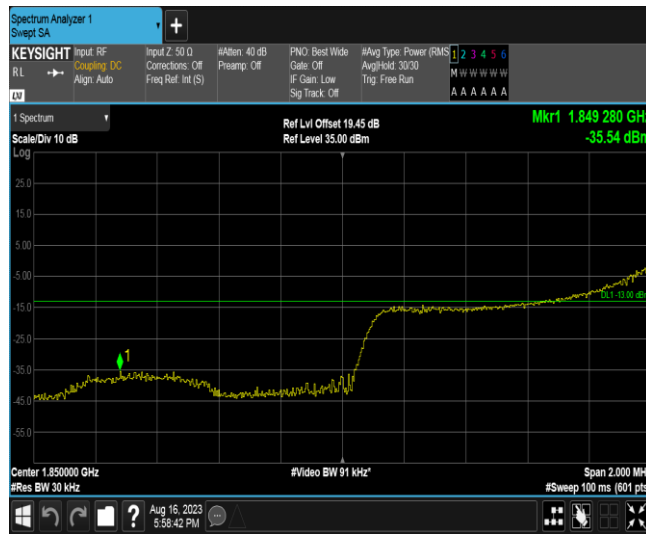 Spectrum Analyzer 1
Swept SA
+
KEYSIGHT
RL
LXI
Input: RF
Coupling: DC
Align: Auto
Input Z: 50 Ω
Corrections: Off
Freq Ref: Int (S)
#Atten: 40 dB
Preamp: Off
PNO: Best Wide
Gate: Off
IF Gain: Low
Sig Track: Off
#Avg Type: Power (RMS
Avg|Hold: 30/30
Trig: Free Run
1 2 3 4 5 6
M W W W W W
A A A A A A
1 Spectrum
Scale/Div 10 dB
Log
Ref Lvl Offset 19.45 dB
Ref Level 35.00 dBm
Mkr1 1.849 280 GHz
-35.54 dBm
25.0
15.0
5.00
-5.00
DL1 -13.00 dBm
-15.0
-25.0
1
-35.0
-45.0
-55.0
Center 1.850000 GHz
#Res BW 30 kHz
#Video BW 91 kHz*
Span 2.000 MH
#Sweep 100 ms (601 pts
?
Aug 16, 2023
5:58:42 PM